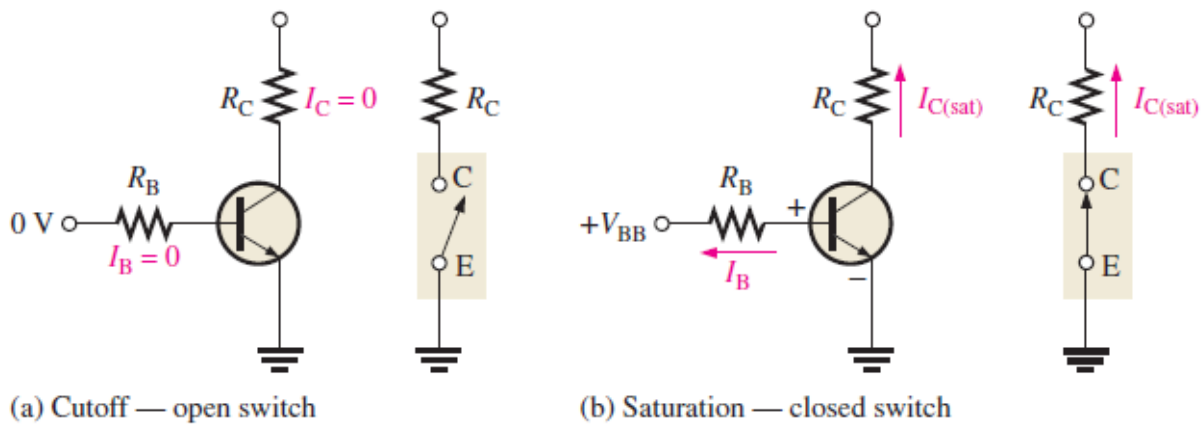 R_C I_C = 0
R_C
R_B
0 V
I_B = 0
C
E
R_C I_C(sat)
R_C I_C(sat)
R_B
+
+V_BB
I_B
−
C
E
(a) Cutoff — open switch
(b) Saturation — closed switch